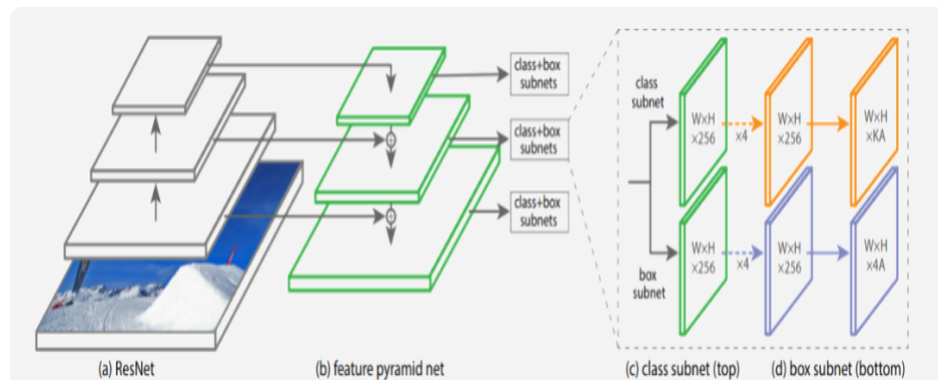 class+box
subnets
class+box
subnets
class+box
subnets
class
subnet
W×H
×256
×4
W×H
×256
W×H
×KA
box
subnet
W×H
×256
×4
W×H
×256
W×H
×4A
(a) ResNet
(b) feature pyramid net
(c) class subnet (top)
(d) box subnet (bottom)